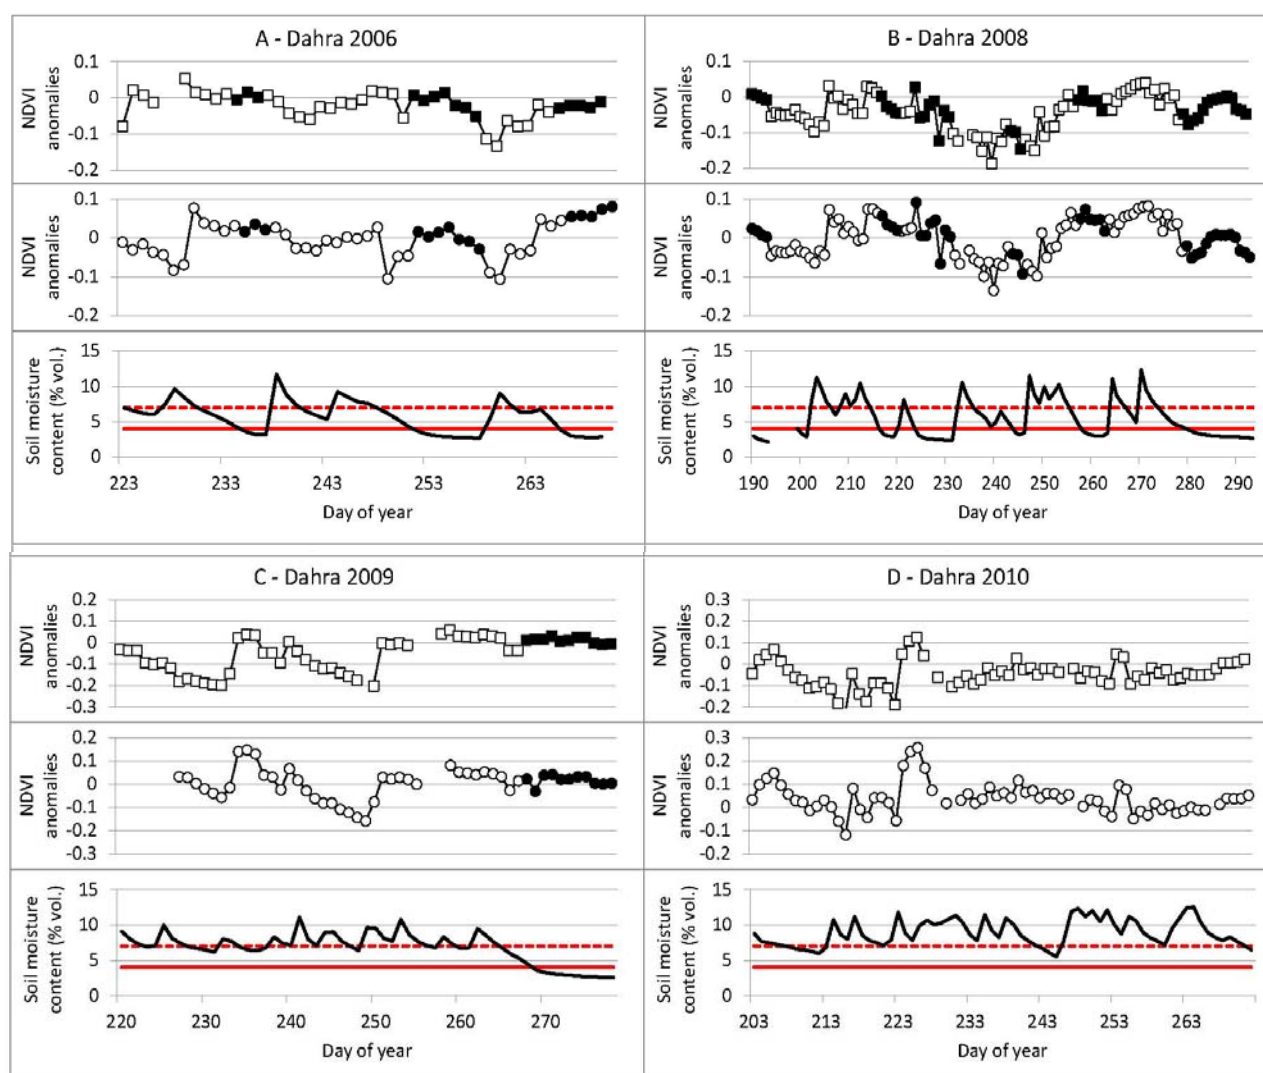 A - Dahra 2006
NDVI anomalies
0.1
0
-0.1
-0.2
NDVI anomalies
0.1
0
-0.1
-0.2
Soil moisture content (% vol.)
15
10
5
0
223 233 243 253 263
Day of year
B - Dahra 2008
NDVI anomalies
0.1
0
-0.1
-0.2
NDVI anomalies
0.1
0
-0.1
-0.2
Soil moisture content (% vol.)
15
10
5
0
190 200 210 220 230 240 250 260 270 280 290
Day of year
C - Dahra 2009
NDVI anomalies
0.2
0.1
0
-0.1
-0.2
-0.3
NDVI anomalies
0.2
0.1
0
-0.1
-0.2
-0.3
Soil moisture content (% vol.)
15
10
5
0
220 230 240 250 260 270
Day of year
D - Dahra 2010
NDVI anomalies
0.3
0.2
0.1
0
-0.1
-0.2
NDVI anomalies
0.3
0.2
0.1
0
-0.1
0.2
Soil moisture content (% vol.)
15
10
5
0
203 213 223 233 243 253 263
Day of year